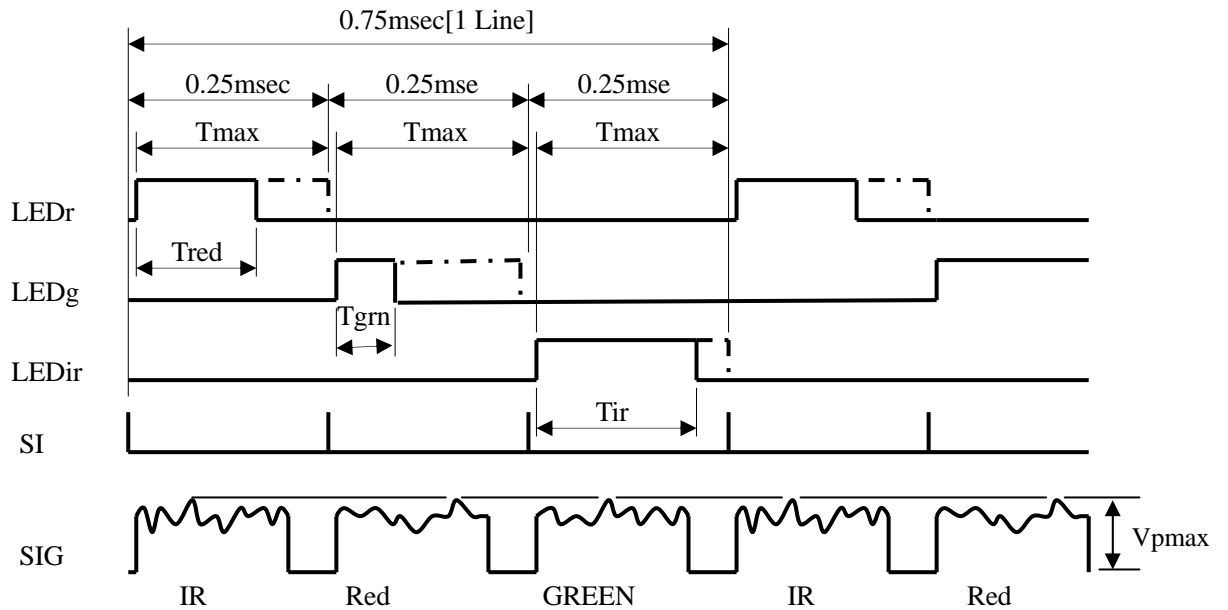 0.75msec[1 Line]
0.25msec 0.25mse 0.25mse
Tmax Tmax Tmax
LEDr
Tred
LEDg
Tgrn
LEDir
Tir
SI
SIG
Vpmax
IR Red GREEN IR Red